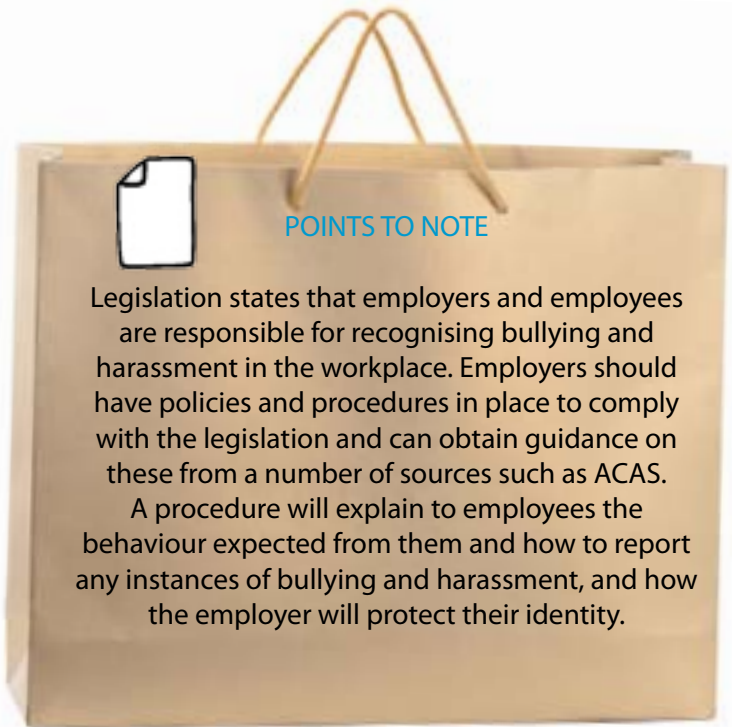 POINTS TO NOTE
Legislation states that employers and employees
are responsible for recognising bullying and
harassment in the workplace. Employers should
have policies and procedures in place to comply
with the legislation and can obtain guidance on
these from a number of sources such as ACAS.
A procedure will explain to employees the
behaviour expected from them and how to report
any instances of bullying and harassment, and how
the employer will protect their identity.